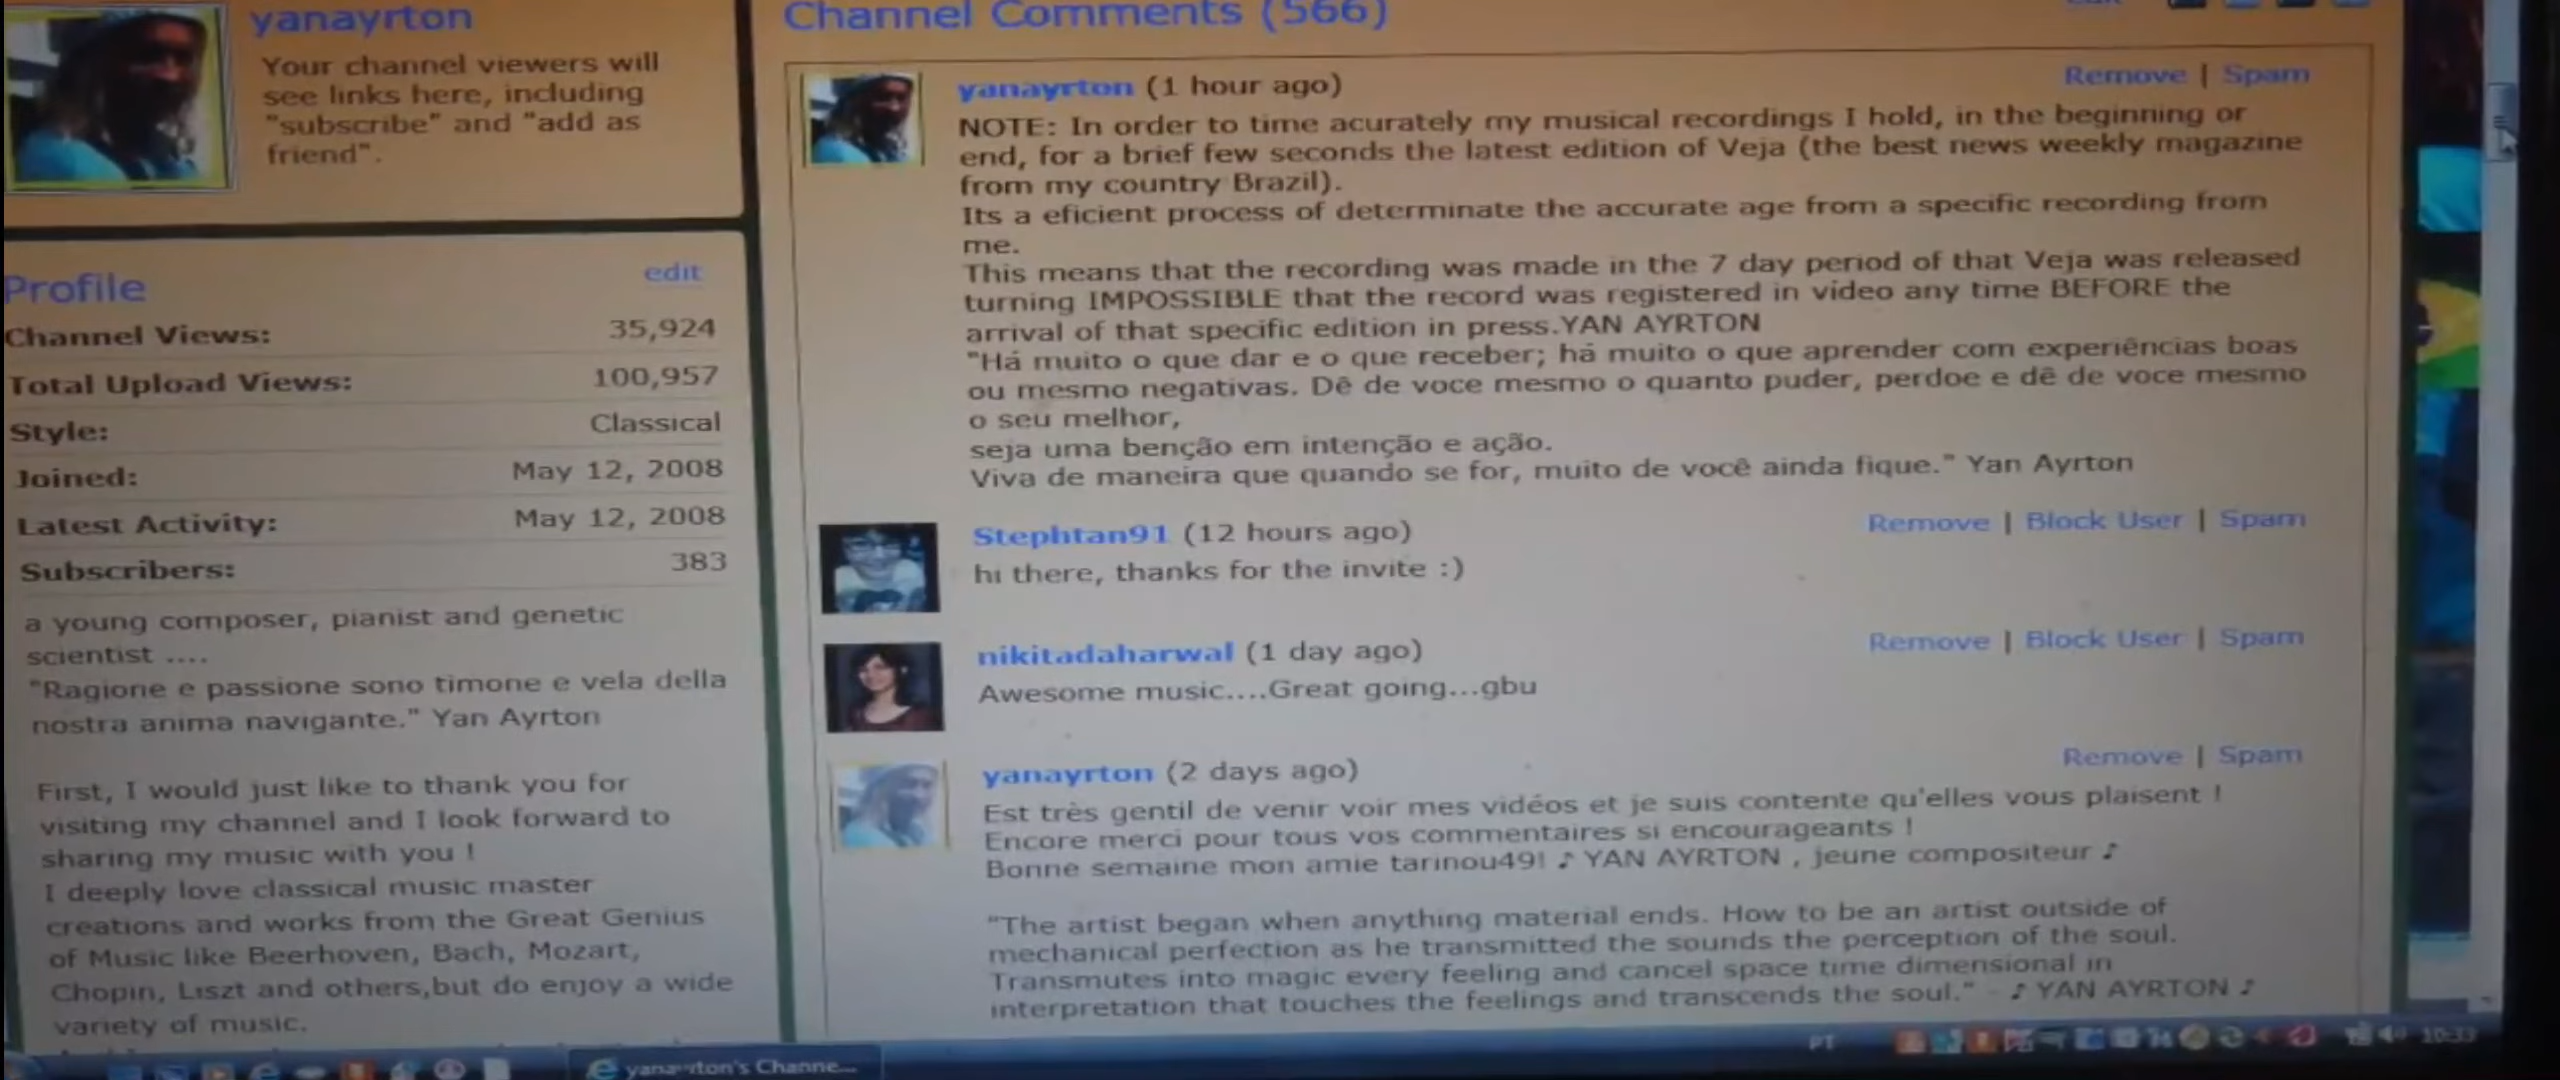 yanayrton
Your channel viewers will
see links here, including
"subscribe" and "add as
friend".
Profile
edit
Channel Views: 35,924
Total Upload Views: 100,957
Style: Classical
Joined: May 12, 2008
Latest Activity: May 12, 2008
Subscribers: 383
a young composer, pianist and genetic
scientist ....
"Ragione e passione sono timone e vela della
nostra anima navigante." Yan Ayrton
First, I would just like to thank you for
visiting my channel and I look forward to
sharing my music with you !
I deeply love classical music master
creations and works from the Great Genius
of Music like Beerhoven, Bach, Mozart,
Chopin, Liszt and others,but do enjoy a wide
variety of music.
Channel Comments (566)
edit
yanayrton (1 hour ago)
Remove | Spam
NOTE: In order to time acurately my musical recordings I hold, in the beginning or
end, for a brief few seconds the latest edition of Veja (the best news weekly magazine
from my country Brazil).
Its a eficient process of determinate the accurate age from a specific recording from
me.
This means that the recording was made in the 7 day period of that Veja was released
turning IMPOSSIBLE that the record was registered in video any time BEFORE the
arrival of that specific edition in press.YAN AYRTON
"Há muito o que dar e o que receber; há muito o que aprender com experiências boas
ou mesmo negativas. Dê de voce mesmo o quanto puder, perdoe e dê de voce mesmo
o seu melhor,
seja uma benção em intenção e ação.
Viva de maneira que quando se for, muito de você ainda fique." Yan Ayrton
Stephtan91 (12 hours ago)
Remove | Block User | Spam
hi there, thanks for the invite :)
nikitadaharwal (1 day ago)
Remove | Block User | Spam
Awesome music....Great going...gbu
yanayrton (2 days ago)
Remove | Spam
Est très gentil de venir voir mes vidéos et je suis contente qu'elles vous plaisent !
Encore merci pour tous vos commentaires si encourageants !
Bonne semaine mon amie tarinou49! ♪ YAN AYRTON , jeune compositeur ♪
"The artist began when anything material ends. How to be an artist outside of
mechanical perfection as he transmitted the sounds the perception of the soul.
Transmutes into magic every feeling and cancel space time dimensional in
interpretation that touches the feelings and transcends the soul." - ♪ YAN AYRTON ♪
yanayrton's Channe...
PT
10:33